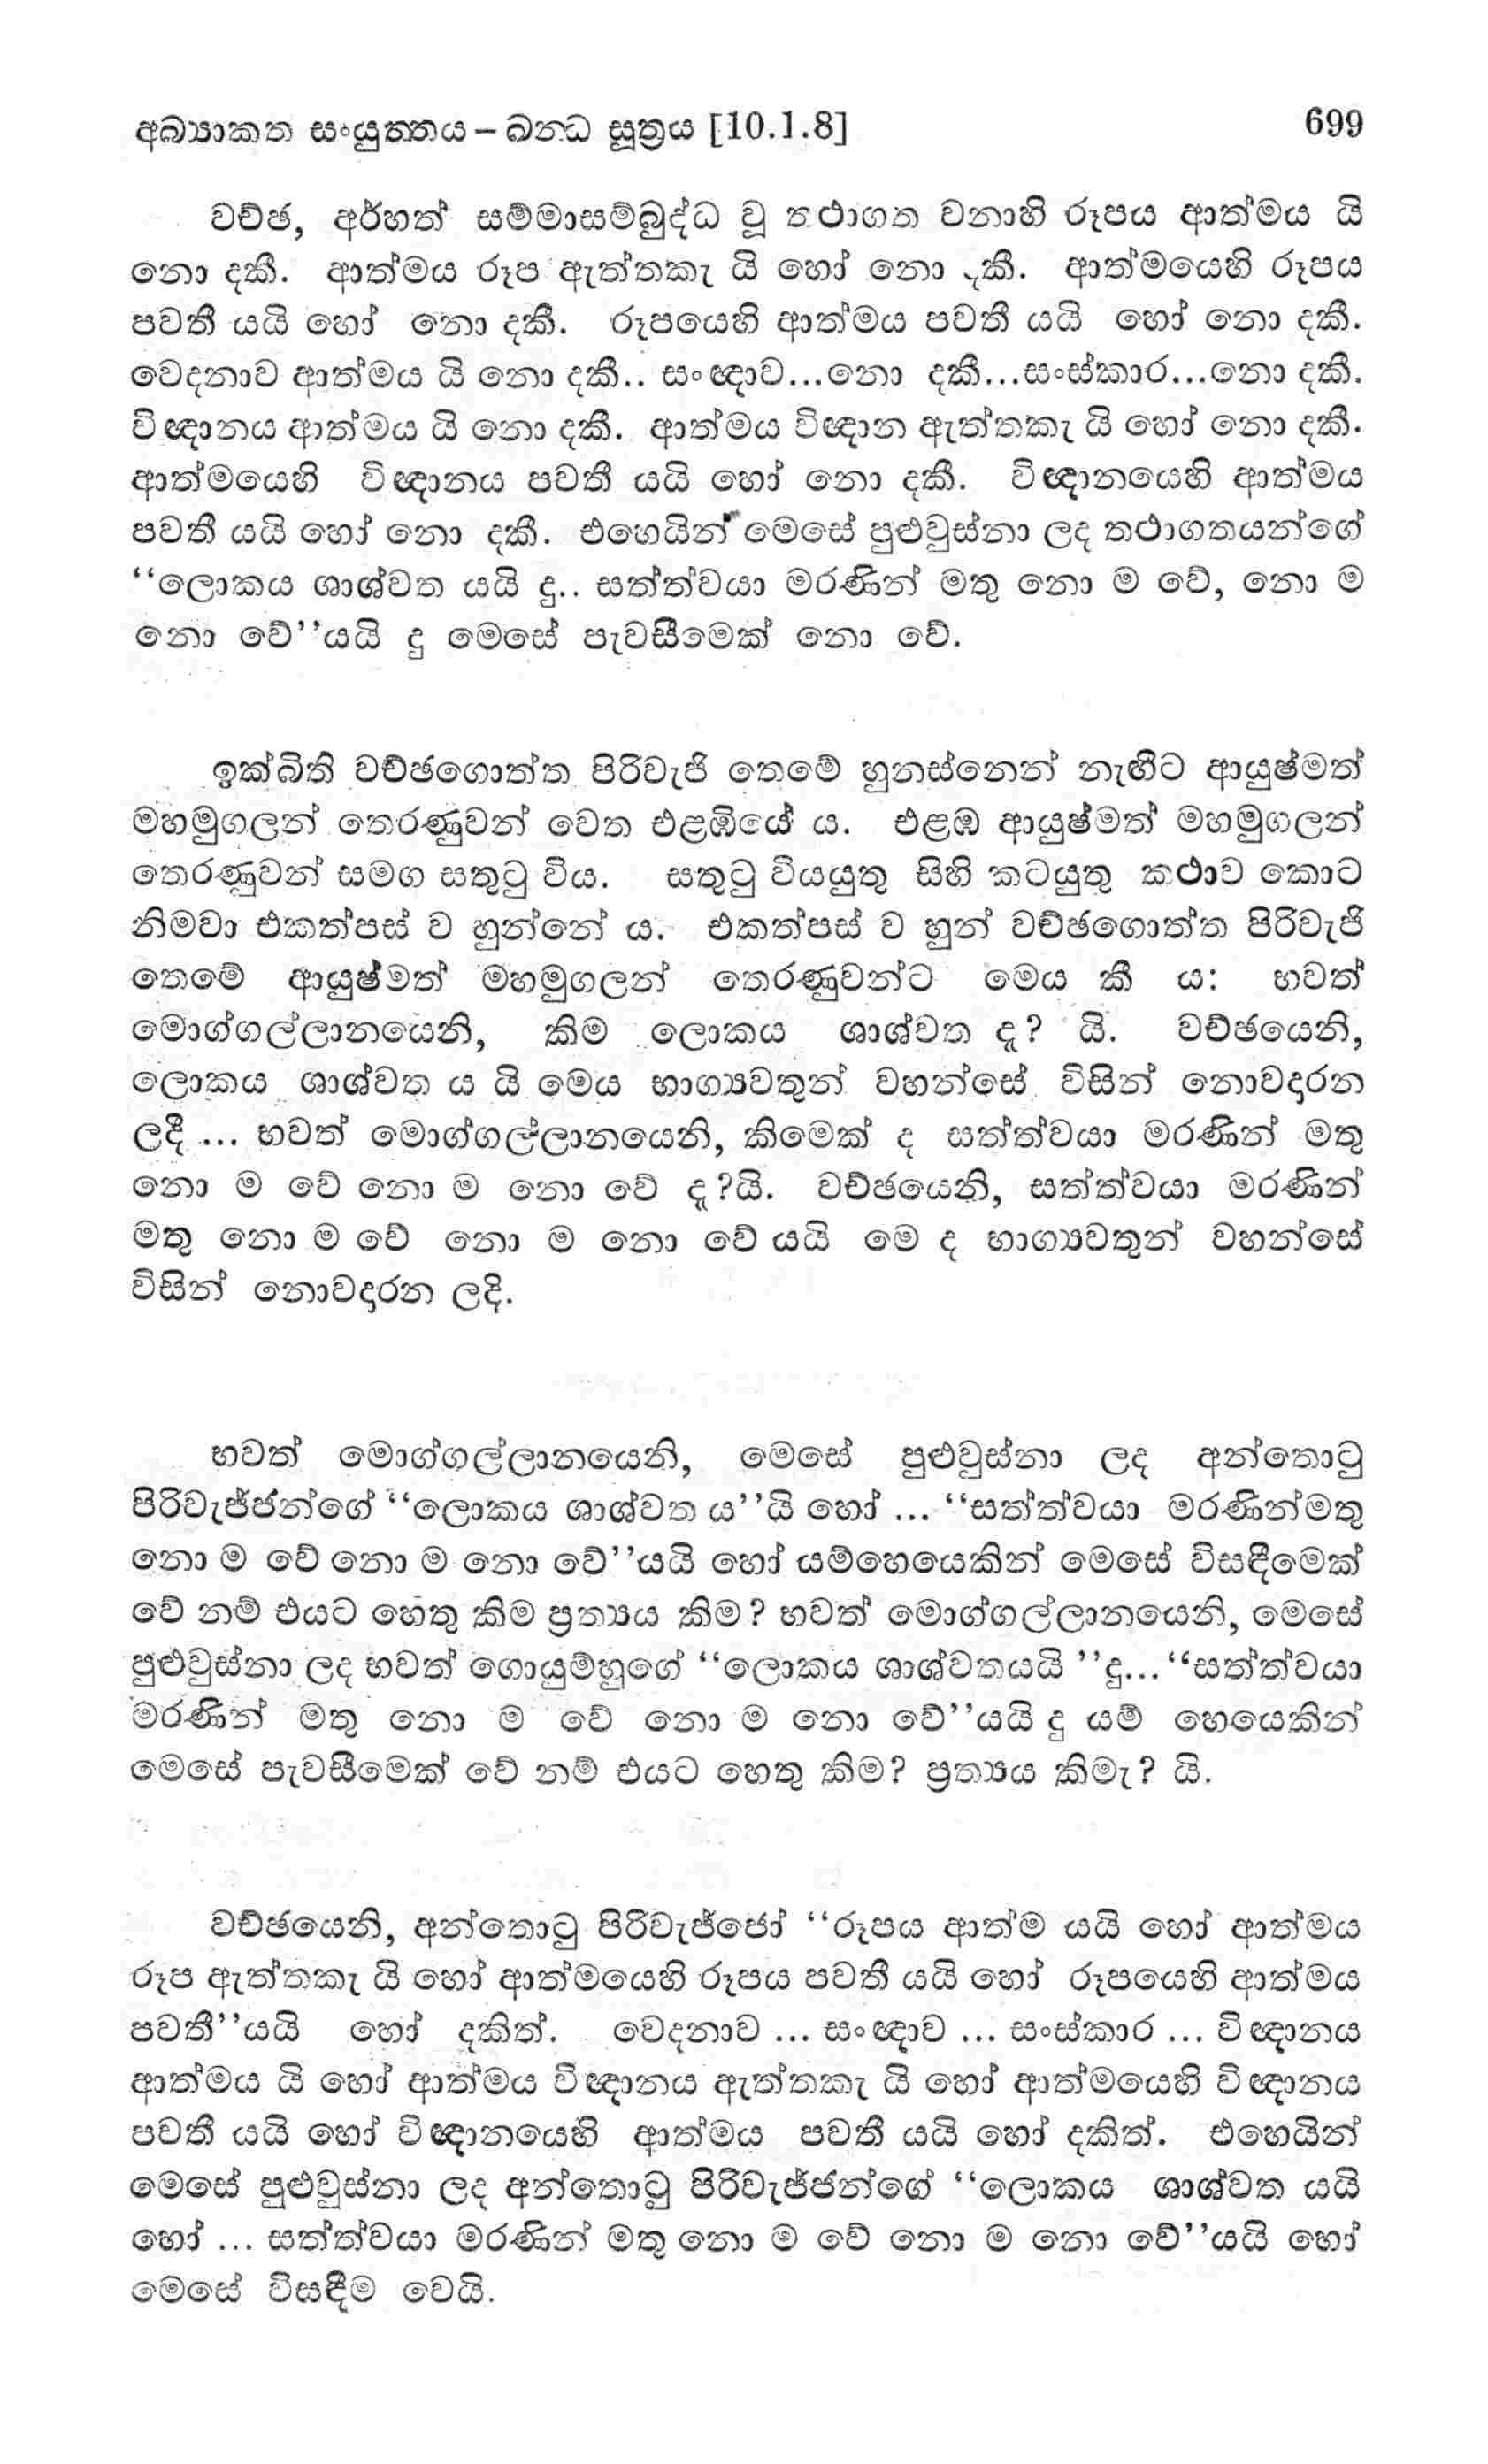 අබ්‍යාකත සංයුත්තය – ඛන්ධ සූත්‍රය [10.1.8] 699
වච්ඡ, අර්හත් සම්මාසම්බුද්ධ වූ තථාගත වනාහි රූපය ආත්මය යි
නො දකී. ආත්මය රූප ඇත්තකැ යි හෝ නො දකී. ආත්මයෙහි රූපය
පවතී යයි හෝ නො දකී. රූපයෙහි ආත්මය පවතී යයි හෝ නො දකී.
වෙදනාව ආත්මය යි නො දකී.. සංඥාව...නො දකී...සංස්කාර...නො දකී.
විඥානය ආත්මය යි නො දකී. ආත්මය විඥාන ඇත්තකැ යි හෝ නො දකී.
ආත්මයෙහි විඥානය පවතී යයි හෝ නො දකී. විඥානයෙහි ආත්මය
පවතී යයි හෝ නො දකී. එහෙයින් මෙසේ පුළුවුස්නා ලද තථාගතයන්ගේ
“ලොකය ශාශ්වත යයි දු.. සත්ත්වයා මරණින් මතු නො ම වේ, නො ම
නො වේ”යයි දු මෙසේ පැවසීමෙක් නො වේ.
ඉක්බිති වච්ඡගොත්ත පිරිවැජි තෙමේ හුනස්නෙන් නැඟීට ආයුෂ්මත්
මහමුගලන් තෙරණුවන් වෙත එළඹියේ ය. එළඹ ආයුෂ්මත් මහමුගලන්
තෙරණුවන් සමග සතුටු විය. සතුටු වියයුතු සිහි කටයුතු කථාව කොට
නිමවා එකත්පස් ව හුන්නේ ය. එකත්පස් ව හුන් වච්ඡගොත්ත පිරිවැජි
තෙමේ ආයුෂ්මත් මහමුගලන් තෙරණුවන්ට මෙය කී ය: භවත්
මොග්ගල්ලානයෙනි, කිම ලොකය ශාශ්වත දැ? යි. වච්ඡයෙනි,
ලොකය ශාශ්වත ය යි මෙය භාග්‍යවතුන් වහන්සේ විසින් නොවදාරන
ලදී ... භවත් මොග්ගල්ලානයෙනි, කිමෙක් ද සත්ත්වයා මරණින් මතු
නො ම වේ නො ම නො වේ දැ?යි. වච්ඡයෙනි, සත්ත්වයා මරණින්
මතු නො ම වේ නො ම නො වේ යයි මෙ ද භාග්‍යවතුන් වහන්සේ
විසින් නොවදාරන ලදි.
භවත් මොග්ගල්ලානයෙනි, මෙසේ පුළුවුස්නා ලද අන්තොටු
පිරිවැජ්ජන්ගේ “ලොකය ශාශ්වත ය”යි හෝ ... “සත්ත්වයා මරණින්මතු
නො ම වේ නො ම නො වේ”යයි හෝ යම්හෙයෙකින් මෙසේ විසඳීමෙක්
වේ නම් එයට හෙතු කිම ප්‍රත්‍යය කිම? භවත් මොග්ගල්ලානයෙනි, මෙසේ
පුළුවුස්නා ලද භවත් ගොයුම්හුගේ “ලොකය ශාශ්වතයයි ”දු...“සත්ත්වයා
මරණින් මතු නො ම වේ නො ම නො වේ”යයි දු යම් හෙයෙකින්
මෙසේ පැවසීමෙක් වේ නම් එයට හෙතු කිම? ප්‍රත්‍යය කිමැ? යි.
වච්ඡයෙනි, අන්තොටු පිරිවැජ්ජෝ “රූපය ආත්ම යයි හෝ ආත්මය
රූප ඇත්තකැ යි හෝ ආත්මයෙහි රූපය පවතී යයි හෝ රූපයෙහි ආත්මය
පවතී”යයි හෝ දකිත්. වෙදනාව ... සංඥාව ... සංස්කාර ... විඥානය
ආත්මය යි හෝ ආත්මය විඥානය ඇත්තකැ යි හෝ ආත්මයෙහි විඥානය
පවතී යයි හෝ විඥානයෙහි ආත්මය පවතී යයි හෝ දකිත්. එහෙයින්
මෙසේ පුළුවුස්නා ලද අන්තොටු පිරිවැජ්ජන්ගේ “ලොකය ශාශ්වත යයි
හෝ ... සත්ත්වයා මරණින් මතු නො ම වේ නො ම නො වේ”යයි හෝ
මෙසේ විසඳීම වෙයි.